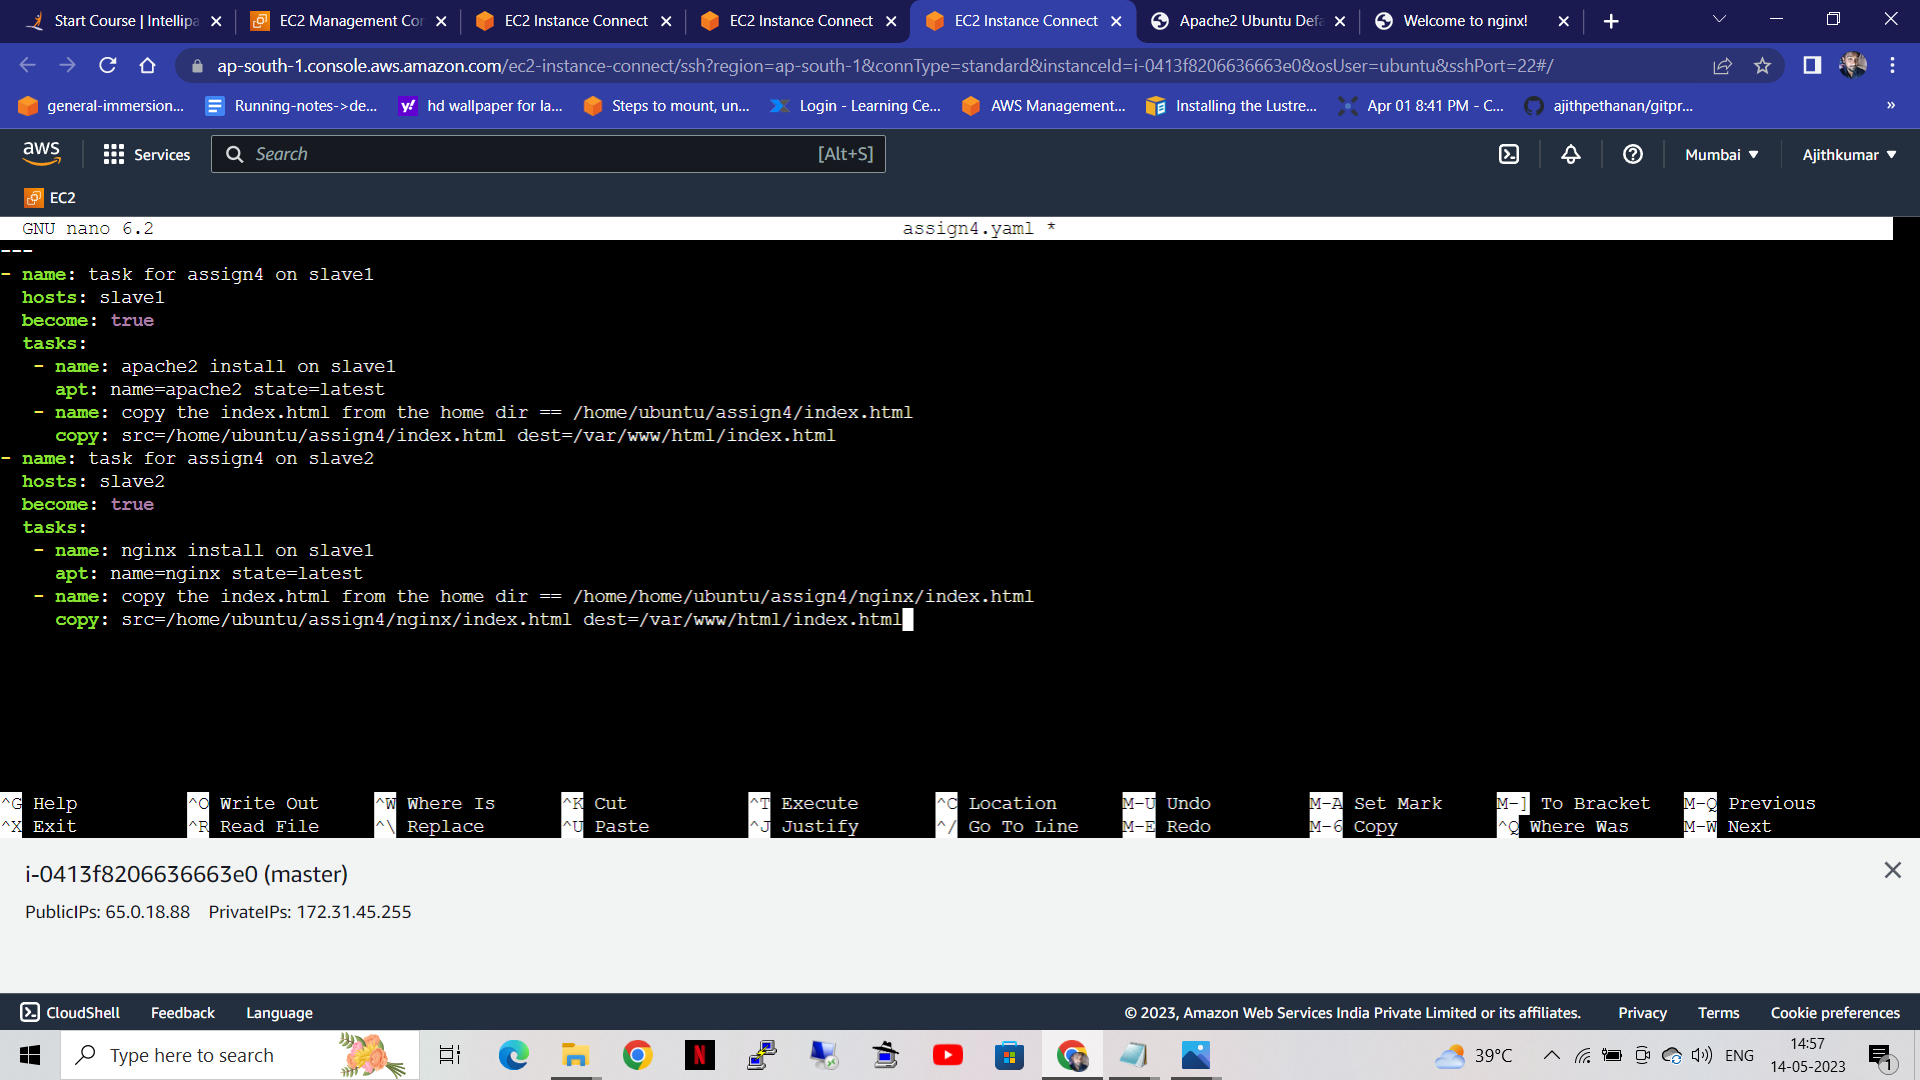 Start Course | Intellipa
EC2 Management Cor
EC2 Instance Connect
EC2 Instance Connect
EC2 Instance Connect
Apache2 Ubuntu Defa
Welcome to nginx!
ap-south-1.console.aws.amazon.com/ec2-instance-connect/ssh?region=ap-south-1&connType=standard&instanceId=i-0413f8206636663e0&osUser=ubuntu&sshPort=22#/
general-immersion...
Running-notes->de...
hd wallpaper for la...
Steps to mount, un...
Login - Learning Ce...
AWS Management...
Installing the Lustre...
Apr 01 8:41 PM - C...
ajithpethanan/gitpr...
»
aws
Services
Search
[Alt+S]
Mumbai
Ajithkumar
EC2
GNU nano 6.2 assign4.yaml *
---
- name: task for assign4 on slave1
  hosts: slave1
  become: true
  tasks:
   - name: apache2 install on slave1
     apt: name=apache2 state=latest
   - name: copy the index.html from the home dir == /home/ubuntu/assign4/index.html
     copy: src=/home/ubuntu/assign4/index.html dest=/var/www/html/index.html
- name: task for assign4 on slave2
  hosts: slave2
  become: true
  tasks:
   - name: nginx install on slave1
     apt: name=nginx state=latest
   - name: copy the index.html from the home dir == /home/home/ubuntu/assign4/nginx/index.html
     copy: src=/home/ubuntu/assign4/nginx/index.html dest=/var/www/html/index.html
^G Help ^O Write Out ^W Where Is ^K Cut ^T Execute ^C Location M-U Undo M-A Set Mark M-] To Bracket M-Q Previous
^X Exit ^R Read File ^\ Replace ^U Paste ^J Justify ^/ Go To Line M-E Redo M-6 Copy ^Q Where Was M-W Next
i-0413f8206636663e0 (master)
PublicIPs: 65.0.18.88 PrivateIPs: 172.31.45.255
CloudShell
Feedback
Language
© 2023, Amazon Web Services India Private Limited or its affiliates.
Privacy
Terms
Cookie preferences
Type here to search
39°C
ENG
14:57
14-05-2023
1